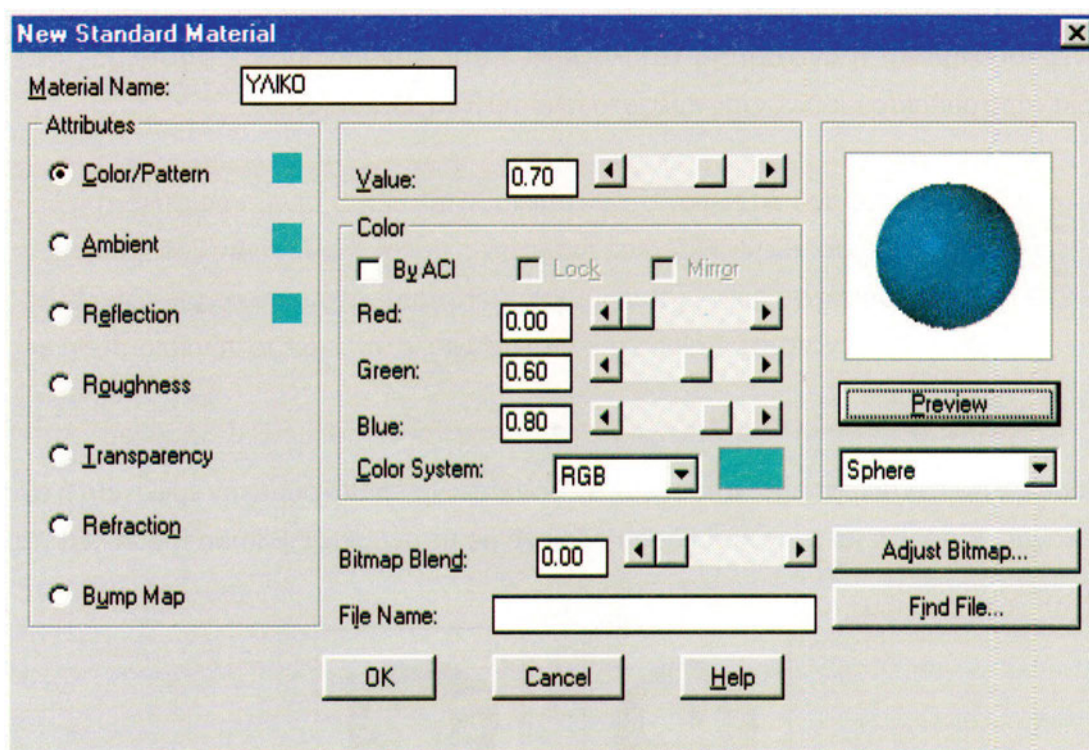 New Standard Material
Material Name: YAIKO
Attributes
Color/Pattern
Ambient
Reflection
Roughness
Transparency
Refraction
Bump Map
Value: 0.70
Color
By ACI Lock Mirror
Red: 0.00
Green: 0.60
Blue: 0.80
Color System: RGB
Preview
Sphere
Bitmap Blend: 0.00
Adjust Bitmap...
File Name:
Find File...
OK Cancel Help